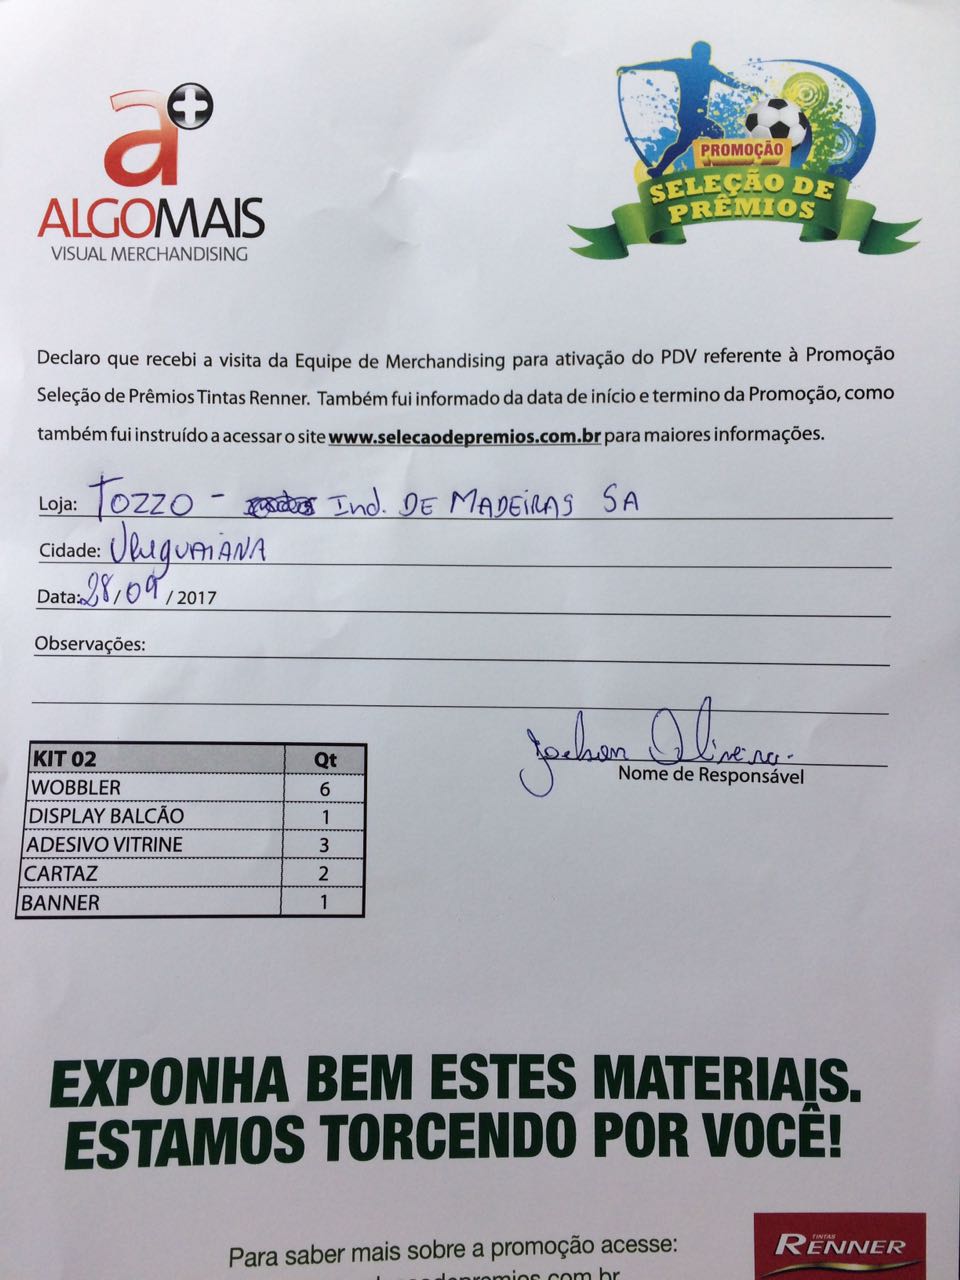 a+
ALGOMAIS
VISUAL MERCHANDISING
PROMOÇÃO
SELEÇÃO DE
PRÊMIOS
Declaro que recebi a visita da Equipe de Merchandising para ativação do PDV referente à Promoção
Seleção de Prêmios Tintas Renner. Também fui informado da data de início e termino da Promoção, como
também fui instruído a acessar o site www.selecaodepremios.com.br para maiores informações.
Loja: TOZZO - Ind. DE MADEIRAS SA
Cidade: URUGUAIANA
Data: 28/09/2017
Observações:
Joelson Oliveira.
Nome de Responsável
KIT 02 Qt
WOBBLER 6
DISPLAY BALCÃO 1
ADESIVO VITRINE 3
CARTAZ 2
BANNER 1
EXPONHA BEM ESTES MATERIAIS.
ESTAMOS TORCENDO POR VOCÊ!
Para saber mais sobre a promoção acesse:
TINTAS
RENNER